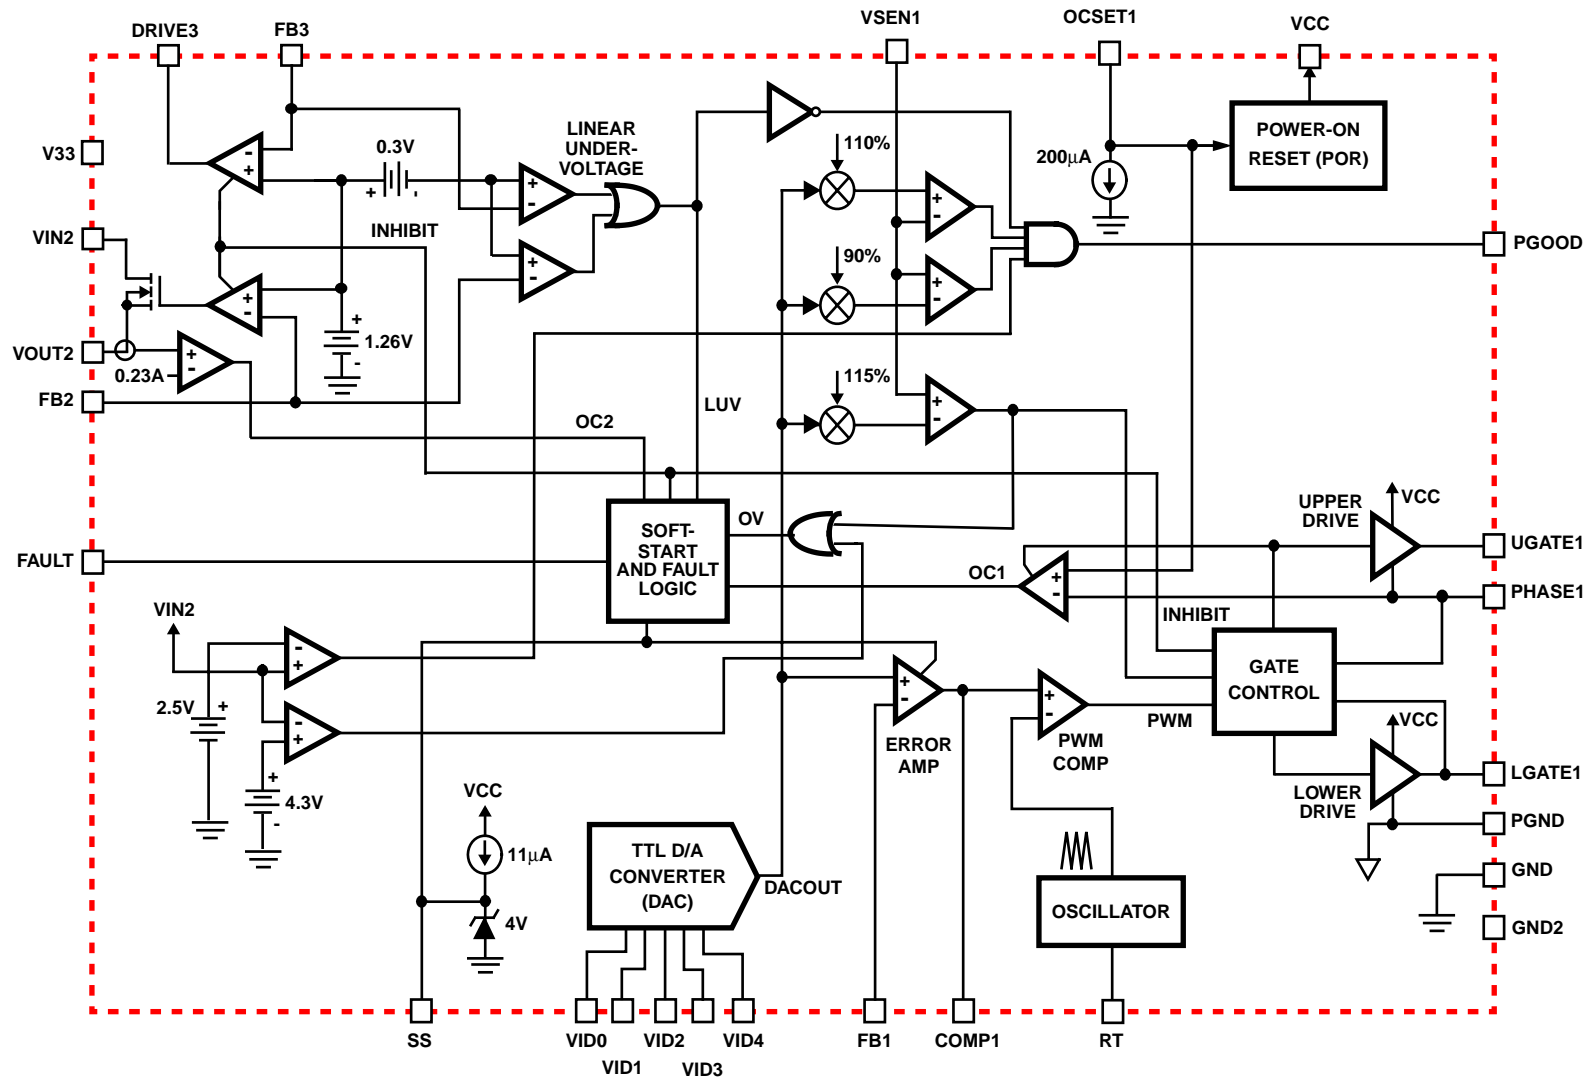 DRIVE3
FB3
VSEN1
OCSET1
VCC
V33
0.3V
+
-
LINEAR
UNDER-
VOLTAGE
110%
200μA
POWER-ON
RESET (POR)
-
+
+
-
+
-
VIN2
INHIBIT
90%
PGOOD
+
-
+
-
+
-
VOUT2
+
-
0.23A
+
1.26V
-
115%
FB2
OC2
LUV
+
-
UPPER
DRIVE
VCC
SOFT-
START
AND FAULT
LOGIC
OV
FAULT
UGATE1
OC1
+
-
PHASE1
INHIBIT
VIN2
-
+
GATE
CONTROL
2.5V
+
-
+
+
-
ERROR
AMP
+
-
PWM
COMP
PWM
VCC
LOWER
DRIVE
LGATE1
+
4.3V
-
PGND
VCC
11μA
4V
TTL D/A
CONVERTER
(DAC)
DACOUT
OSCILLATOR
GND
GND2
SS
VID0
VID1
VID2
VID3
VID4
FB1
COMP1
RT